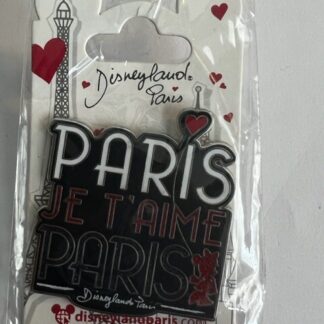 Disneyland
Paris
PARIS
JE T'AIME
PARIS
Disneyland Paris
disneylandparis.com